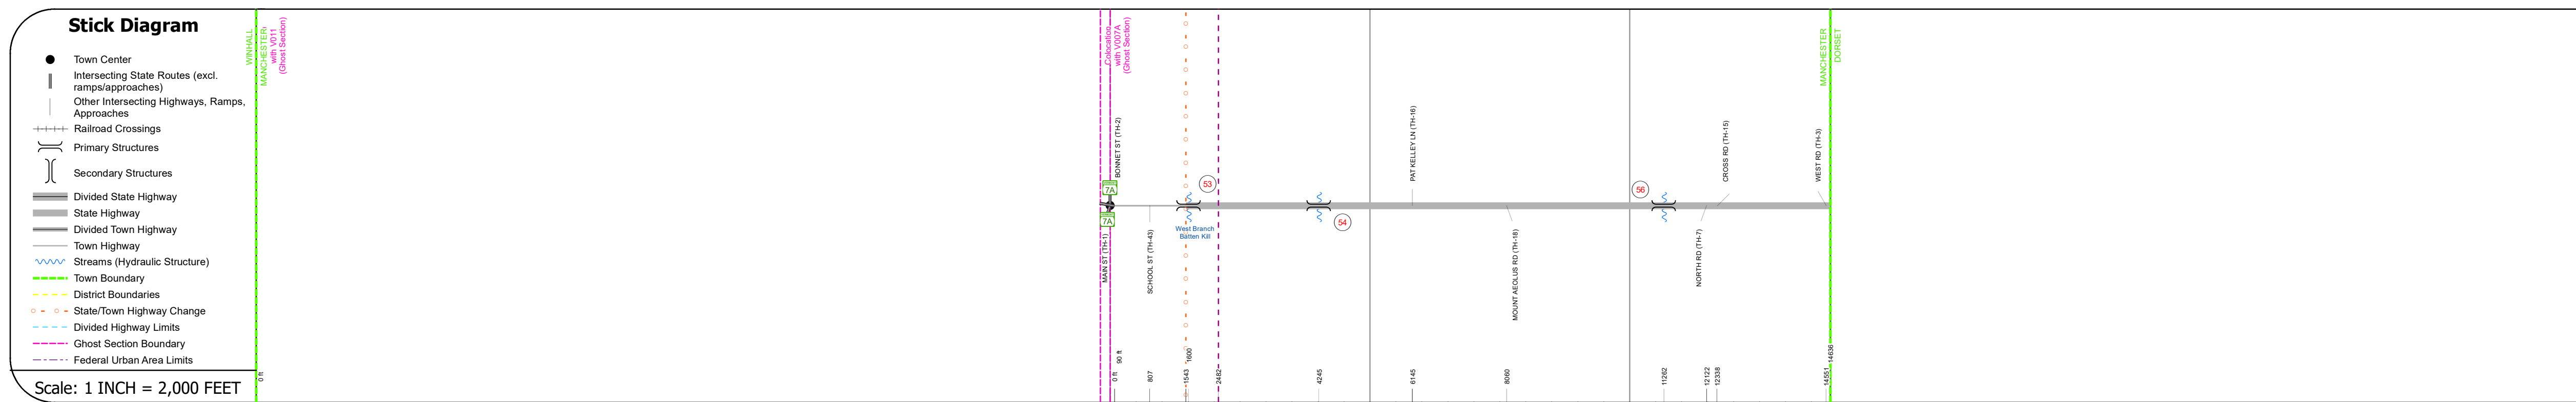 Stick Diagram
Town Center
Intersecting State Routes (excl.
ramps/approaches)
Other Intersecting Highways, Ramps,
Approaches
Railroad Crossings
Primary Structures
Secondary Structures
Divided State Highway
State Highway
Divided Town Highway
Town Highway
Streams (Hydraulic Structure)
Town Boundary
District Boundaries
State/Town Highway Change
Divided Highway Limits
Ghost Section Boundary
Federal Urban Area Limits
Scale: 1 INCH = 2,000 FEET
WINHALL
MANCHESTER
with V011
(Ghost Section)
0 ft
Colocation
with V007A
(Ghost Section)
BONNET ST (TH-2)
7A
7A
MAIN ST (TH-1)
SCHOOL ST (TH-43)
53
West Branch
Batten Kill
54
PAT KELLEY LN (TH-16)
MOUNT AEOLUS RD (TH-18)
56
NORTH RD (TH-7)
CROSS RD (TH-15)
WEST RD (TH-3)
MANCHESTER
DORSET
0 ft
90 ft
807
1543
1600
2482
4245
6145
8060
11262
12122
12338
14551
14636